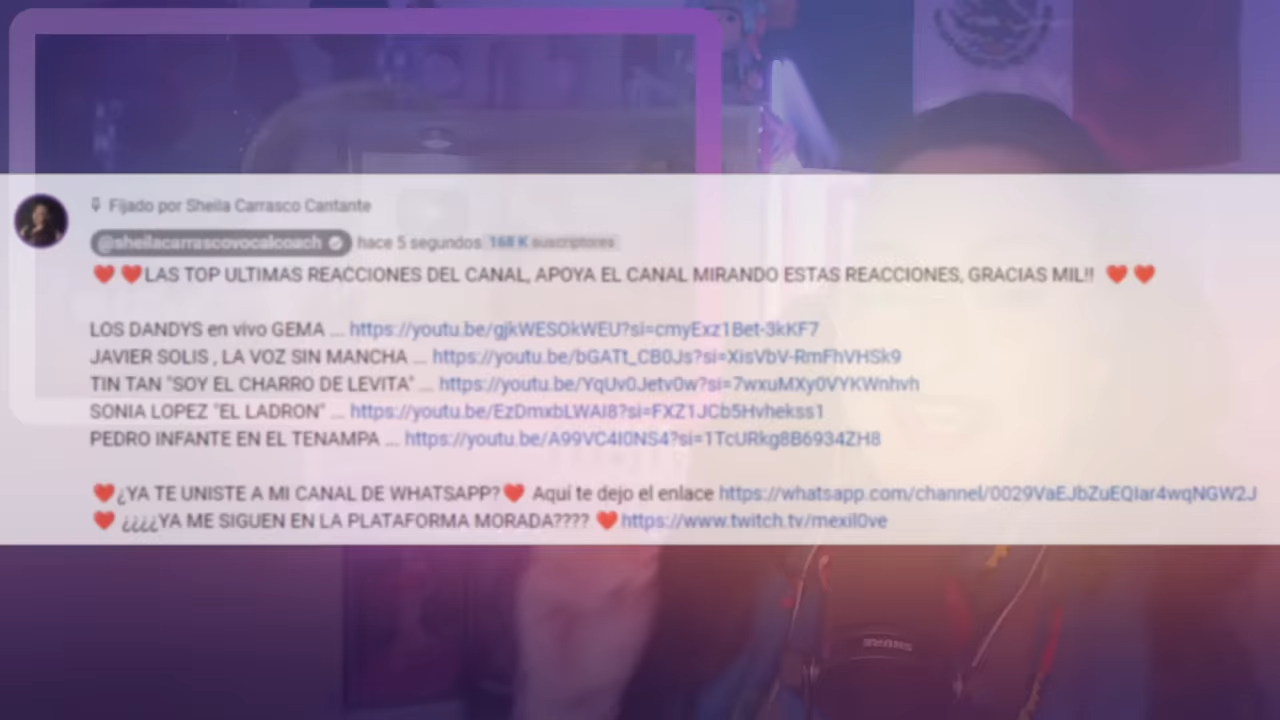 Fijado por Sheila Carrasco Cantante
@sheilacarrascovocalcoach hace 5 segundos 168 K suscriptores
❤️ ❤️LAS TOP ULTIMAS REACCIONES DEL CANAL, APOYA EL CANAL MIRANDO ESTAS REACCIONES, GRACIAS MIL!! ❤️ ❤️
LOS DANDYS en vivo GEMA ... https://youtu.be/gjkWESOkWEU?si=cmyExz1Bet-3kKF7
JAVIER SOLIS , LA VOZ SIN MANCHA ... https://youtu.be/bGATt_CB0Js?si=XisVbV-RmFhVHSk9
TIN TAN "SOY EL CHARRO DE LEVITA" ... https://youtu.be/YqUv0Jetv0w?si=7wxuMXy0VYKWnhvh
SONIA LOPEZ "EL LADRON" ... https://youtu.be/EzDmxbLWAI8?si=FXZ1JCb5Hvhekss1
PEDRO INFANTE EN EL TENAMPA ... https://youtu.be/A99VC4I0NS4?si=1TcURkg8B6934ZH8
❤️¿YA TE UNISTE A MI CANAL DE WHATSAPP?❤️ Aquí te dejo el enlace https://whatsapp.com/channel/0029VaEJbZuEQIar4wqNGW2J
❤️ ¿¿¿¿YA ME SIGUEN EN LA PLATAFORMA MORADA???? ❤️https://www.twitch.tv/mexil0ve